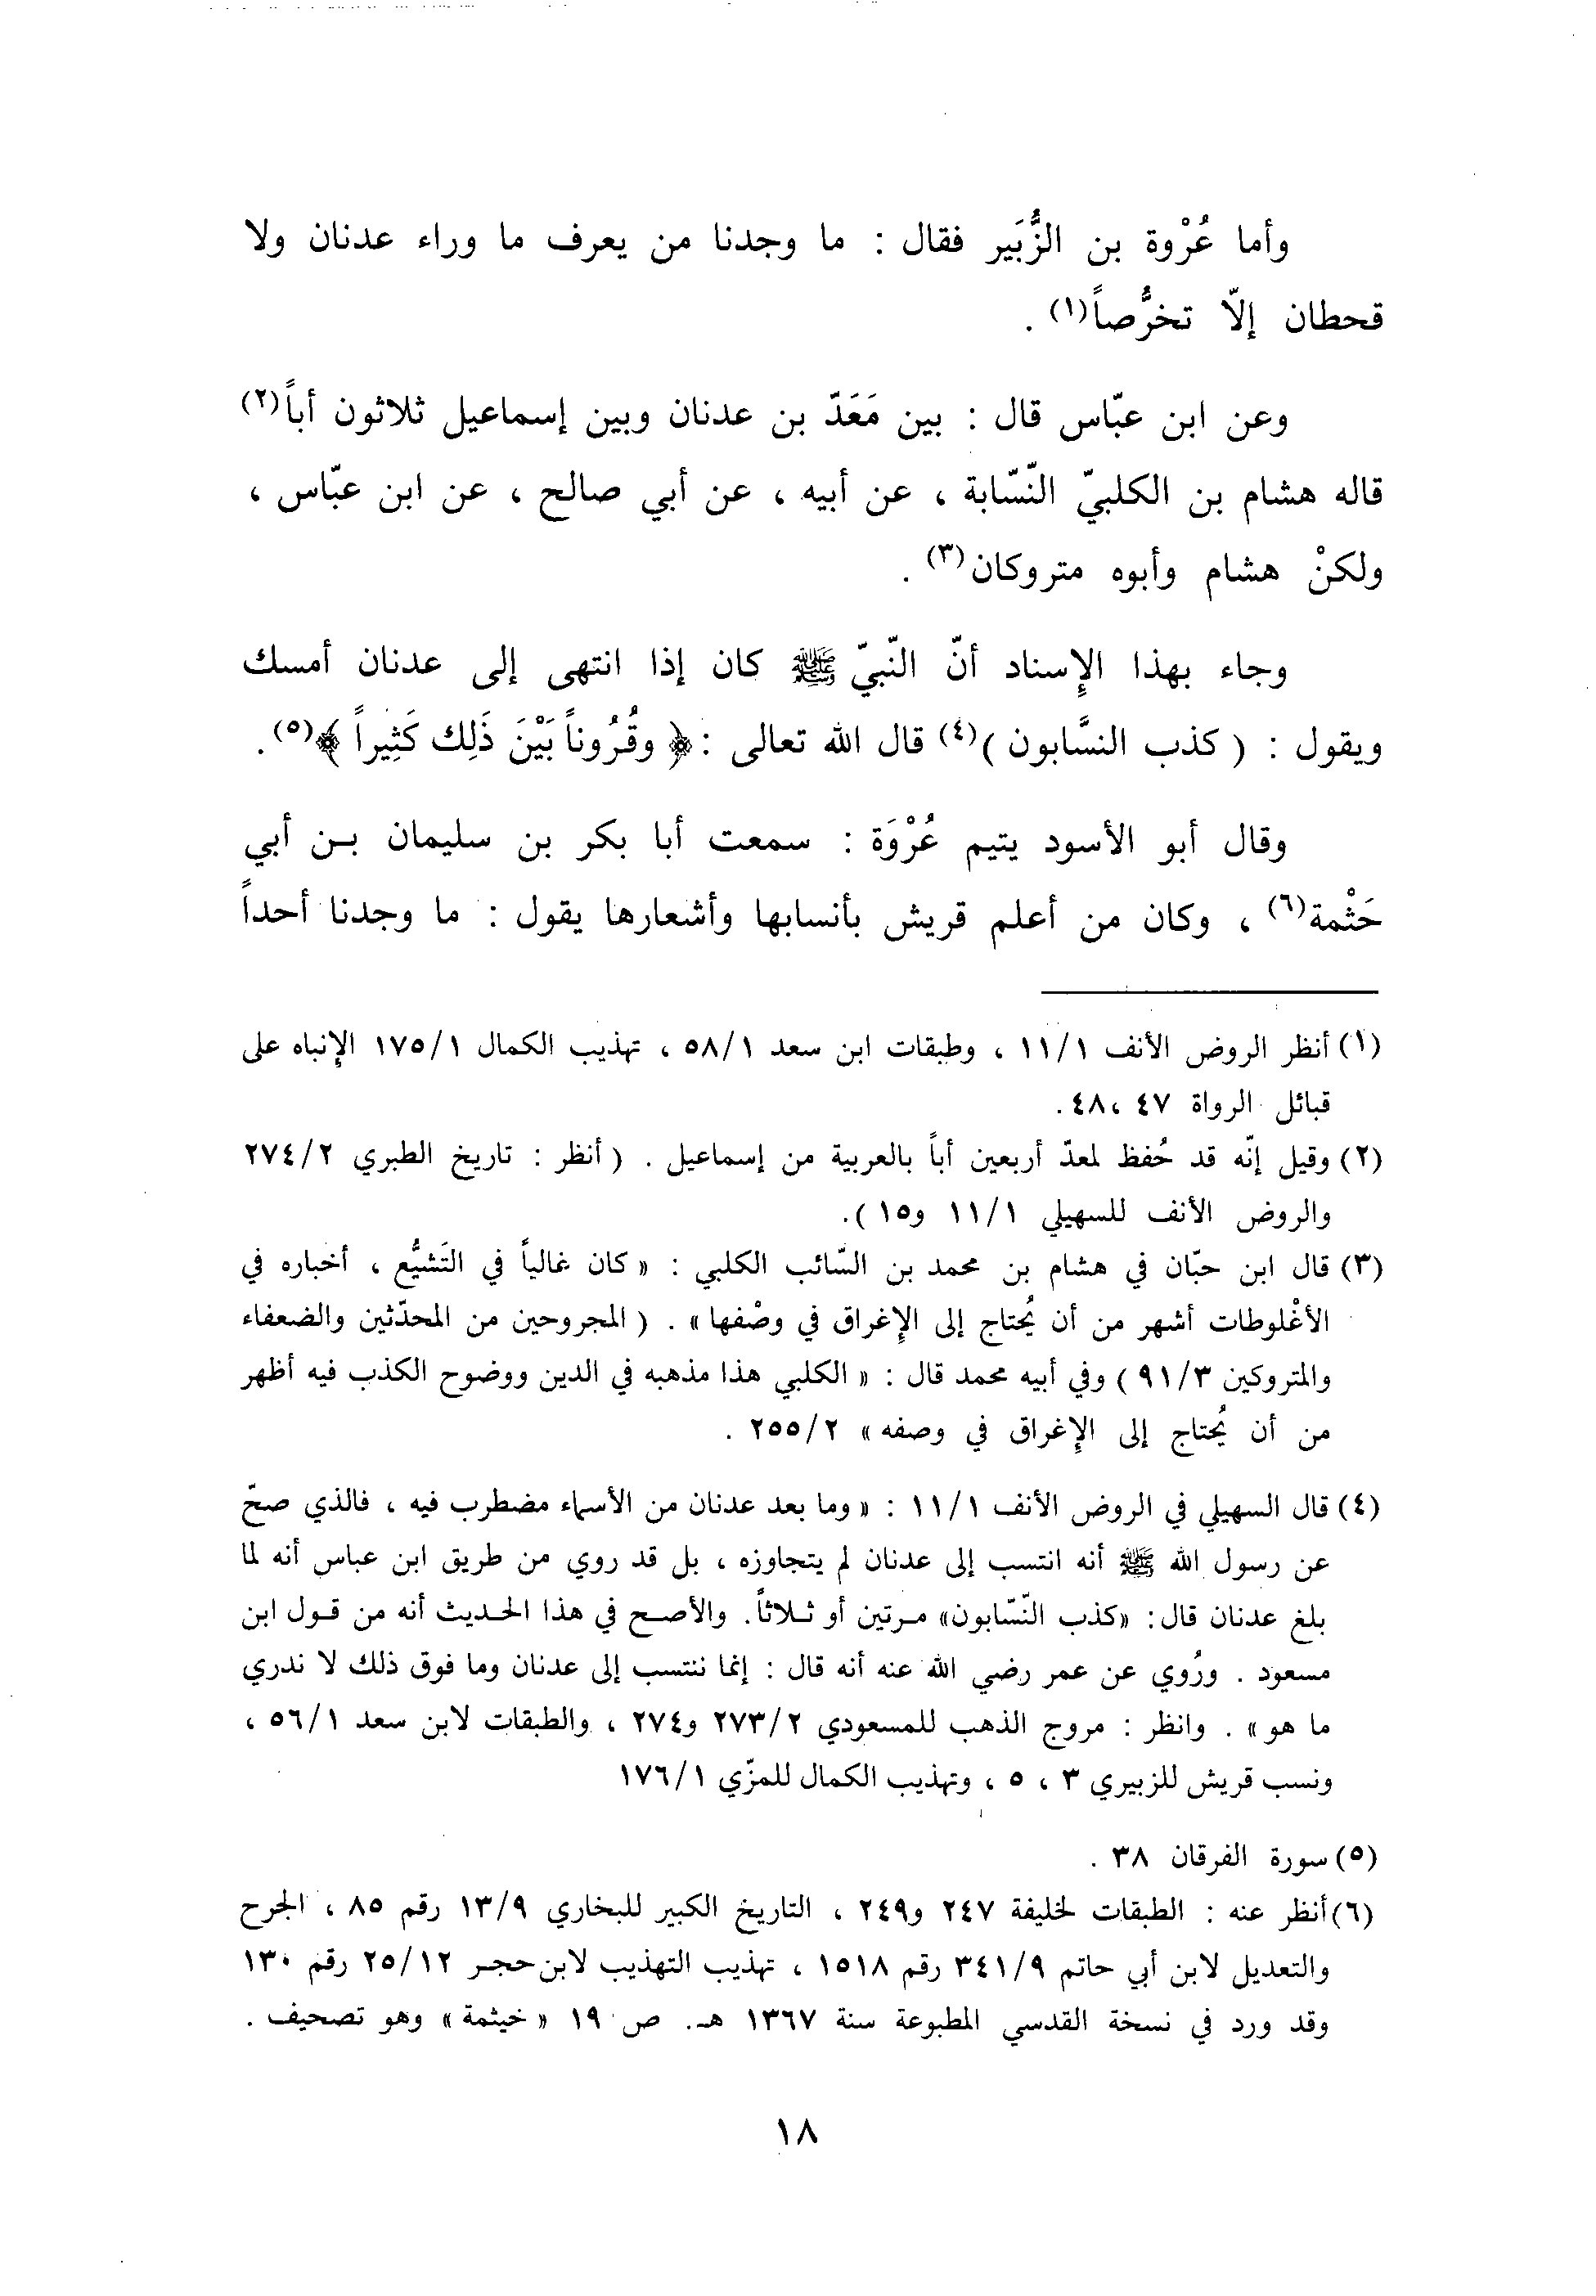 وأما عُرْوة بن الزُّبَير فقال : ما وجدنا من يعرف ما وراء عدنان ولا
قحطان إلّا تخرُّصاً(١) .
وعن ابن عبّاس قال : بين مَعَدّ بن عدنان وبين إسماعيل ثلاثون أباً(٢)
قاله هشام بن الكلبيّ النّسّابة ، عن أبيه ، عن أبي صالح ، عن ابن عبّاس ،
ولكنْ هشام وأبوه متروكان(٣) .
وجاء بهذا الإسناد أنّ النّبيّ ﷺ كان إذا انتهى إلى عدنان أمسك
ويقول : ( كذب النسَّابون )(٤) قال الله تعالى : ﴿ وقُرُوناً بَيْنَ ذَلِك كَثِيراً ﴾(٥) .
وقال أبو الأسود يتيم عُرْوَة : سمعت أبا بكر بن سليمان بن أبي
حَثْمة(٦) ، وكان من أعلم قريش بأنسابها وأشعارها يقول : ما وجدنا أحداً
(١) أنظر الروض الأنف ١١/١ ، وطبقات ابن سعد ٥٨/١ ، تهذيب الكمال ١٧٥/١ الإنباه على
قبائل الرواة ٤٧ ،٤٨ .
(٢) وقيل إنّه قد حُفظ لمعدّ أربعين أباً بالعربية من إسماعيل . ( أنظر : تاريخ الطبري ٢٧٤/٢
والروض الأنف للسهيلي ١١/١ و١٥ ).
(٣) قال ابن حبّان في هشام بن محمد بن السّائب الكلبي : « كان غالياً في التَشيُّع ، أخباره في
الأغْلوطات أشهر من أن يُحتاج إلى الإغراق في وصْفها » . ( المجروحين من المحدّثين والضعفاء
والمتروكين ٩١/٣ ) وفي أبيه محمد قال : « الكلبي هذا مذهبه في الدين ووضوح الكذب فيه أظهر
من أن يُحتاج إلى الإغراق في وصفه » ٢٥٥/٢ .
(٤) قال السهيلي في الروض الأنف ١١/١ : « وما بعد عدنان من الأسماء مضطرب فيه ، فالذي صحّ
عن رسول الله ﷺ أنه انتسب إلى عدنان لم يتجاوزه ، بل قد روي من طريق ابن عباس أنه لما
بلغ عدنان قال: «كذب النّسّابون» مرتين أو ثلاثاً. والأصح في هذا الحديث أنه من قول ابن
مسعود . ورُوي عن عمر رضي الله عنه أنه قال : إنما ننتسب إلى عدنان وما فوق ذلك لا ندري
ما هو » . وانظر : مروج الذهب للمسعودي ٢٧٣/٢ و٢٧٤ ، والطبقات لابن سعد ٥٦/١ ،
ونسب قريش للزبيري ٣ ، ٥ ، وتهذيب الكمال للمزّي ١٧٦/١
(٥) سورة الفرقان ٣٨ .
(٦) أنظر عنه : الطبقات لخليفة ٢٤٧ و٢٤٩ ، التاريخ الكبير للبخاري ١٣/٩ رقم ٨٥ ، الجرح
والتعديل لابن أبي حاتم ٣٤١/٩ رقم ١٥١٨ ، تهذيب التهذيب لابن حجر ٢٥/١٢ رقم ١٣٠
وقد ورد في نسخة القدسي المطبوعة سنة ١٣٦٧ هـ. ص ١٩ « خيثمة » وهو تصحيف .
١٨